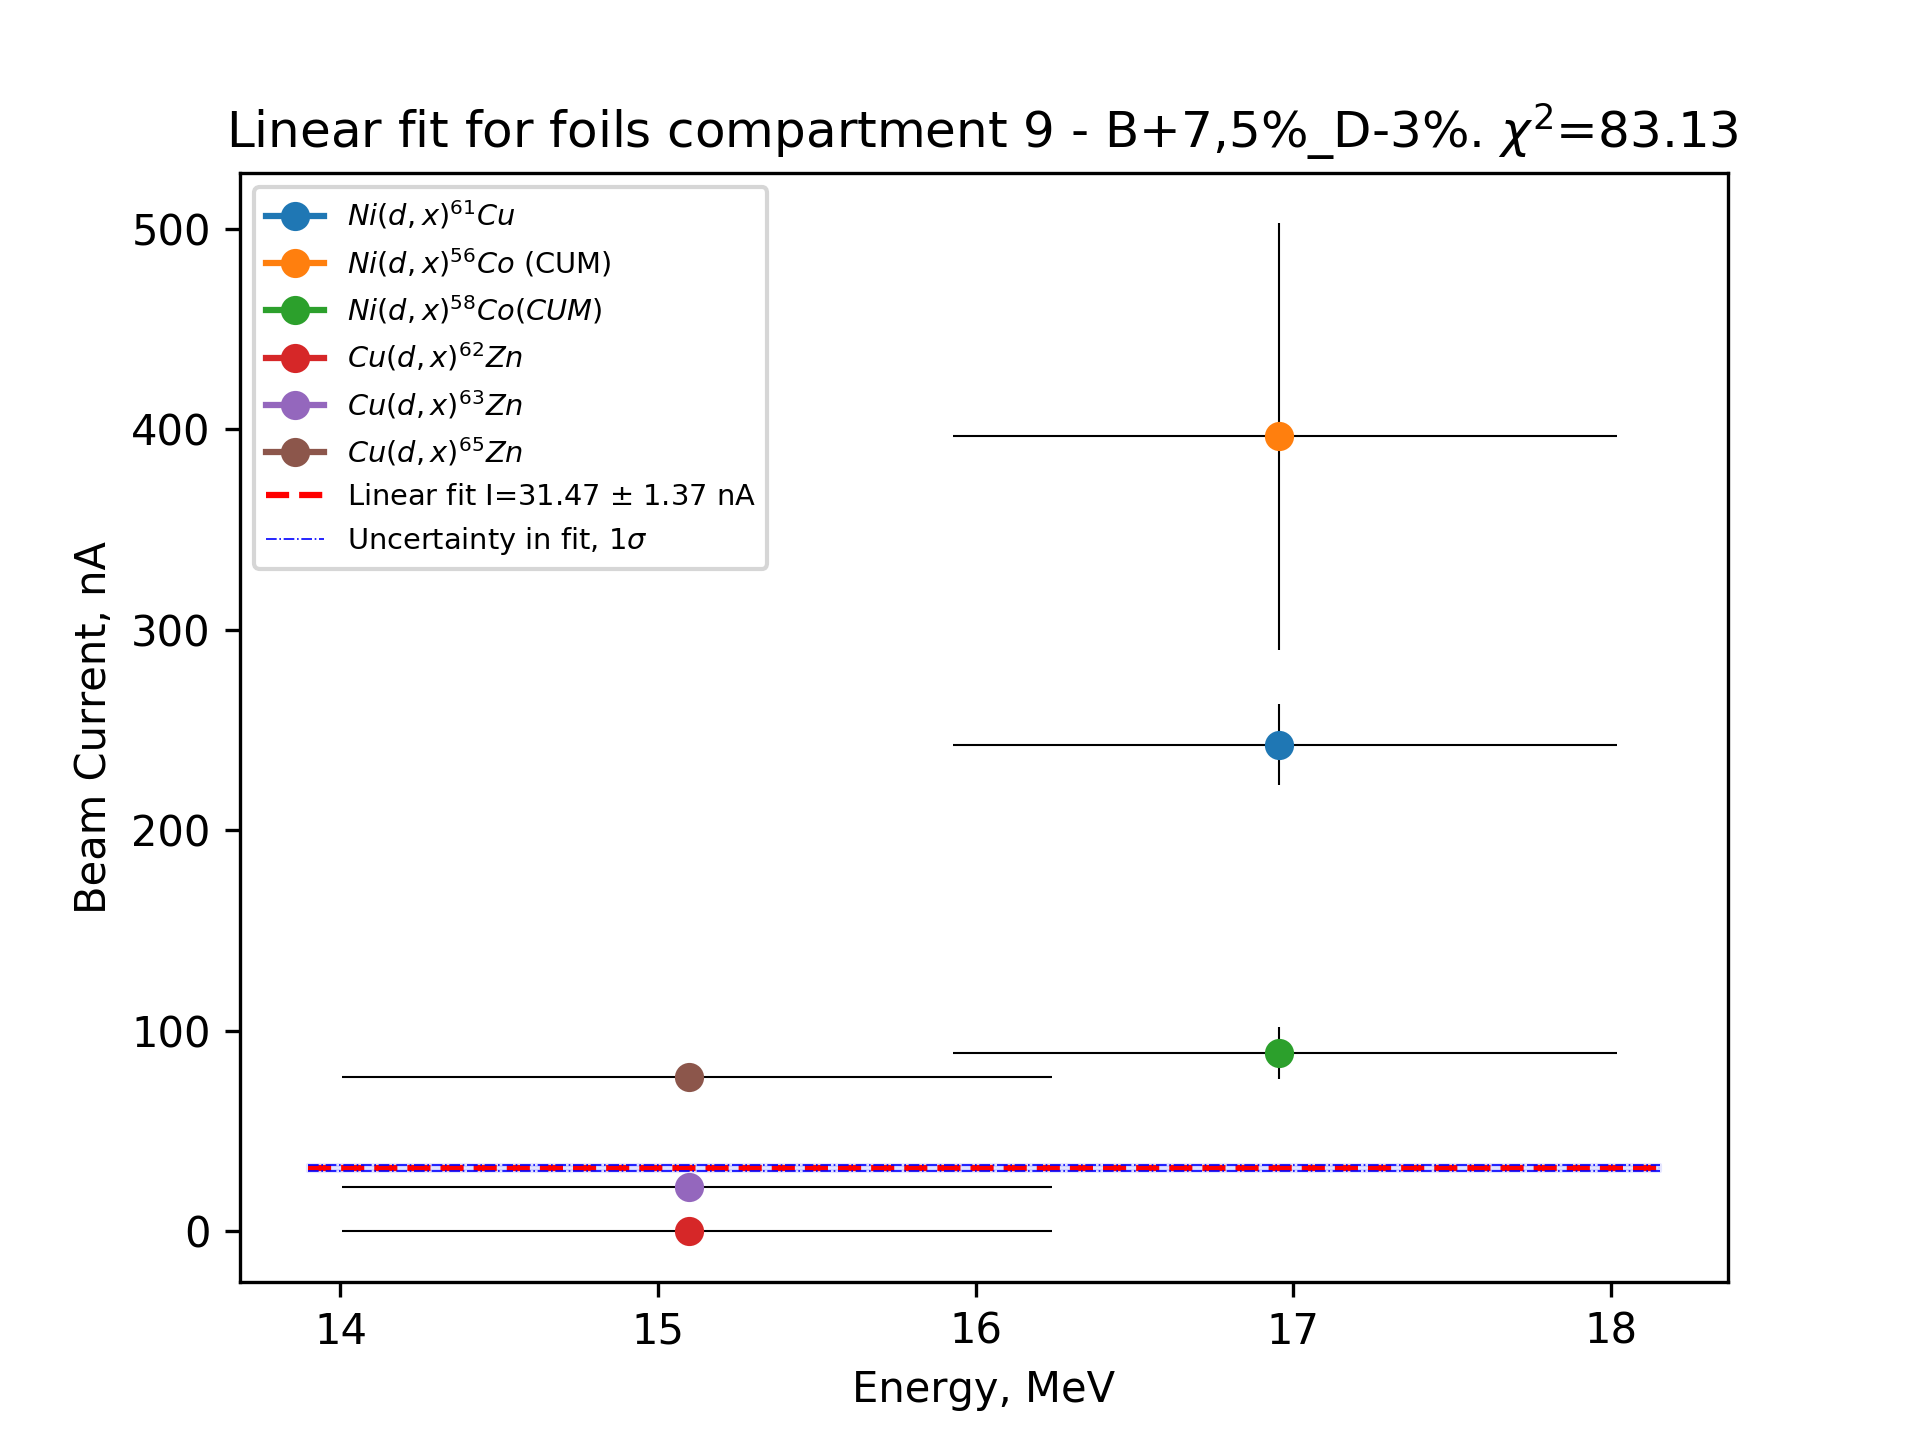 Linear fit for foils compartment 9 - B+7,5%_D-3%. χ²=83.13
Ni(d, x)⁶¹Cu
Ni(d, x)⁵⁶Co (CUM)
Ni(d, x)⁵⁸Co(CUM)
Cu(d, x)⁶²Zn
Cu(d, x)⁶³Zn
Cu(d, x)⁶⁵Zn
Linear fit I=31.47 ± 1.37 nA
Uncertainty in fit, 1σ
Beam Current, nA
500
400
300
200
100
0
14 15 16 17 18
Energy, MeV